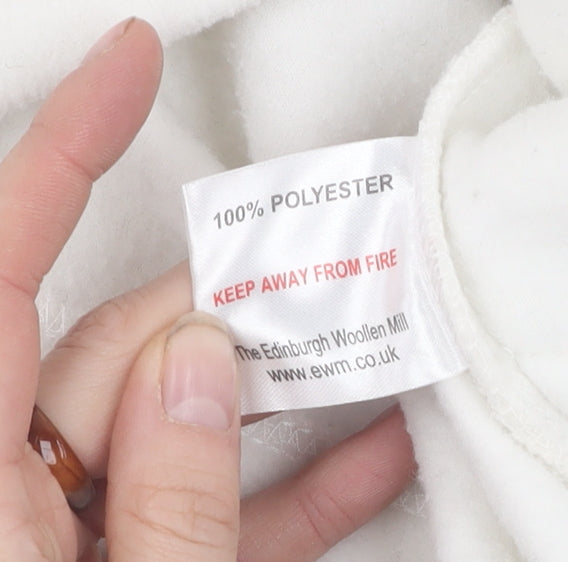 100% POLYESTER
KEEP AWAY FROM FIRE
The Edinburgh Woollen Mill
www.ewm.co.uk